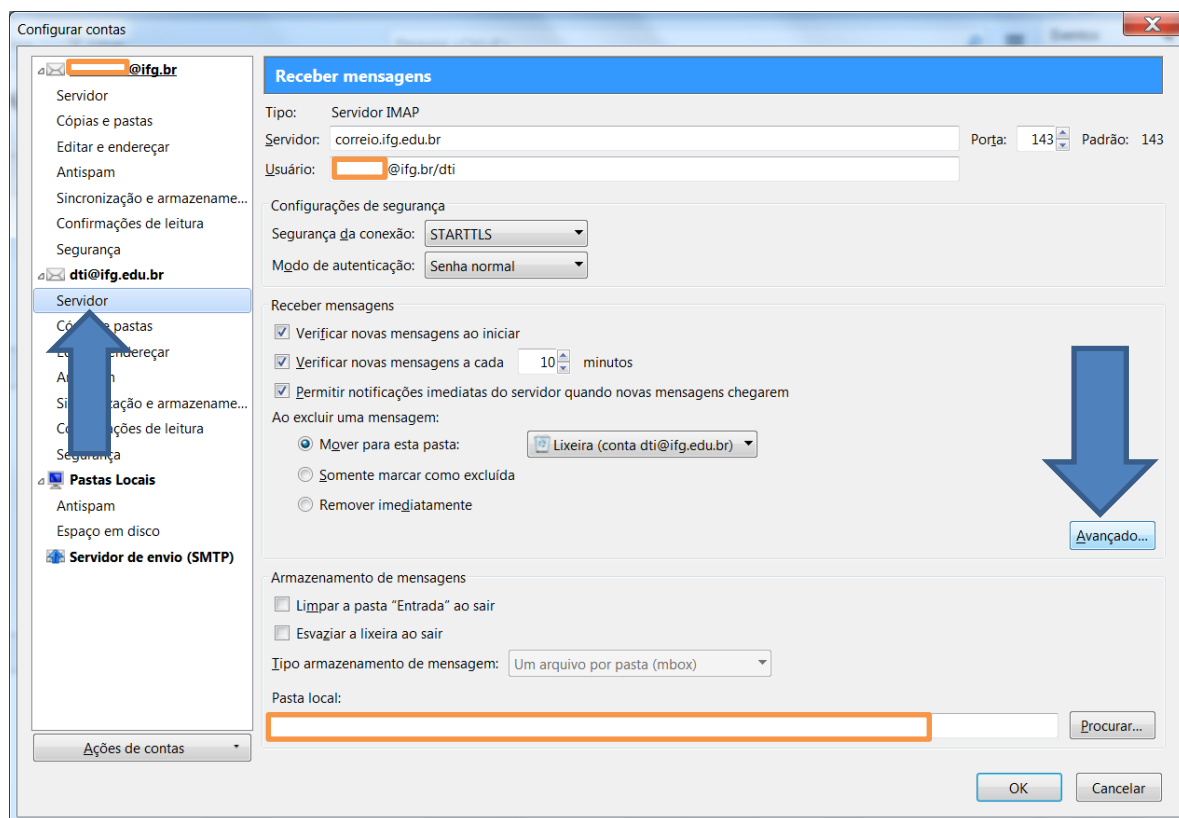 Configurar contas
@ifg.br
Servidor
Cópias e pastas
Editar e endereçar
Antispam
Sincronização e armazename...
Confirmações de leitura
Segurança
dti@ifg.edu.br
Servidor
pastas
dereçar
ação e armazename...
ções de leitura
Segurança
Pastas Locais
Antispam
Espaço em disco
Servidor de envio (SMTP)
Ações de contas
Receber mensagens
Tipo: Servidor IMAP
Servidor: correio.ifg.edu.br Porta: 143 Padrão: 143
Usuário: @ifg.br/dti
Configurações de segurança
Segurança da conexão: STARTTLS
Modo de autenticação: Senha normal
Receber mensagens
Verificar novas mensagens ao iniciar
Verificar novas mensagens a cada 10 minutos
Permitir notificações imediatas do servidor quando novas mensagens chegarem
Ao excluir uma mensagem:
Mover para esta pasta: Lixeira (conta dti@ifg.edu.br)
Somente marcar como excluída
Remover imediatamente
Avançado...
Armazenamento de mensagens
Limpar a pasta “Entrada” ao sair
Esvaziar a lixeira ao sair
Tipo armazenamento de mensagem: Um arquivo por pasta (mbox)
Pasta local:
Procurar...
OK Cancelar